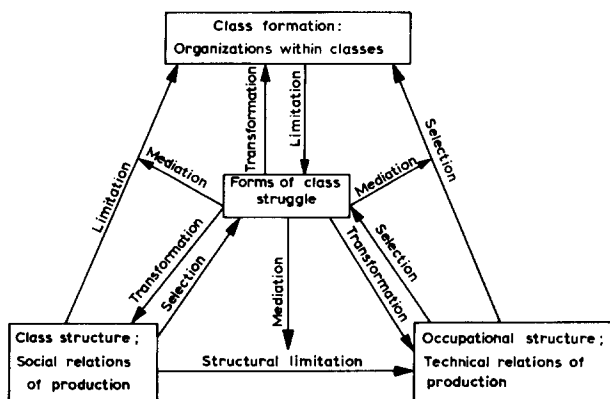 Class formation:
Organizations within classes
Transformation
Limitation
Limitation
Mediation
Mediation
Selection
Forms of class
struggle
Transformation
Selection
Mediation
Selection
Transformation
Class structure;
Social relations
of production
Structural limitation
Occupational structure;
Technical relations of
production